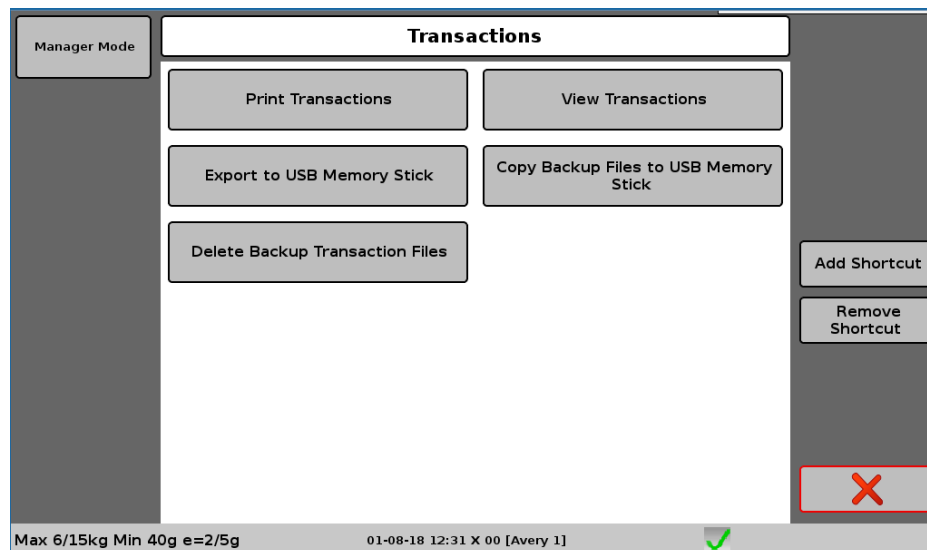 Manager Mode
Transactions
Print Transactions
View Transactions
Export to USB Memory Stick
Copy Backup Files to USB Memory
Stick
Delete Backup Transaction Files
Add Shortcut
Remove
Shortcut
Max 6/15kg Min 40g e=2/5g
01-08-18 12:31 X 00 [Avery 1]